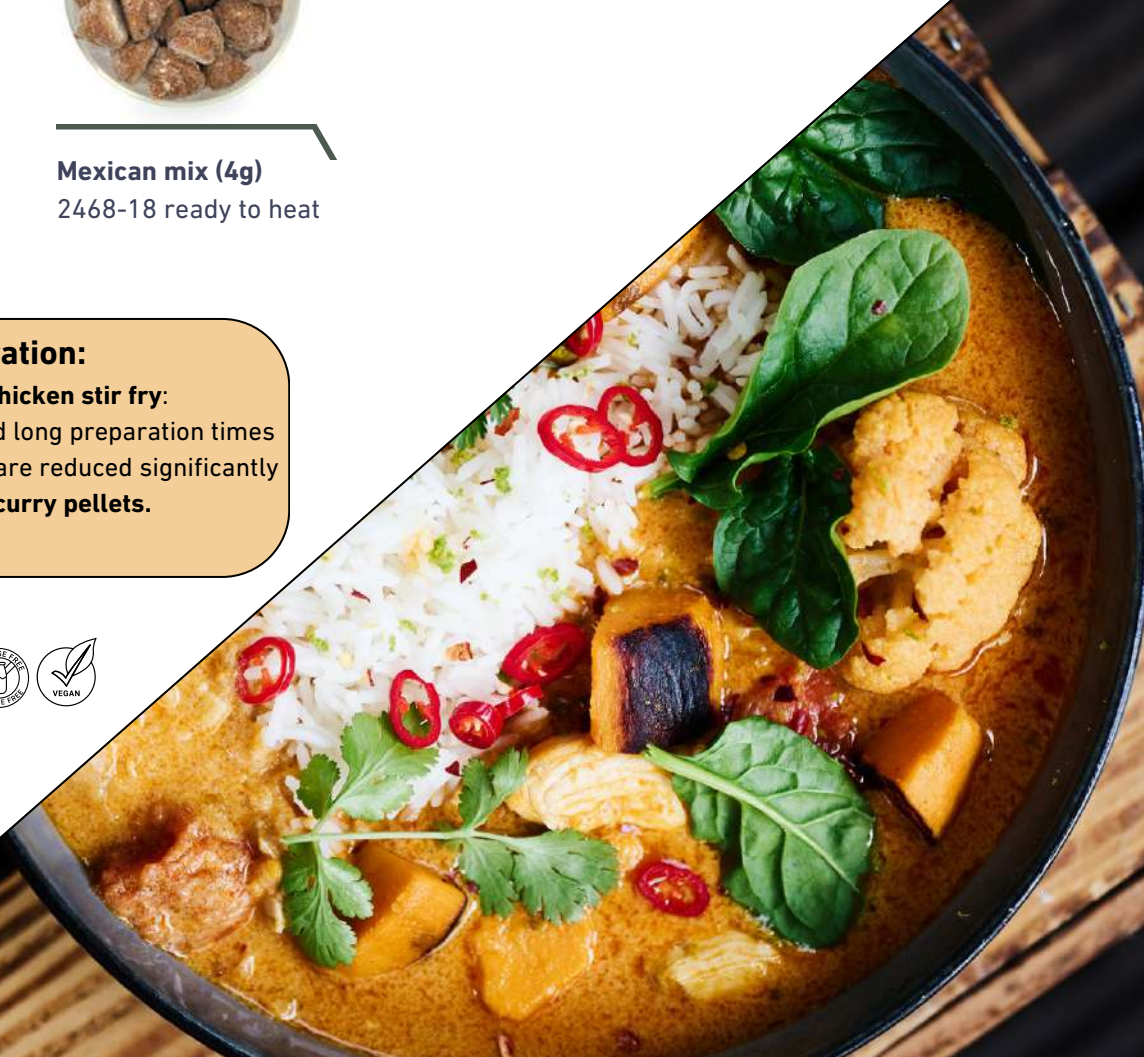 Mexican mix (4g)
2468-18 ready to heat
ation:
hicken stir fry:
d long preparation times
are reduced significantly
curry pellets.
VEGAN